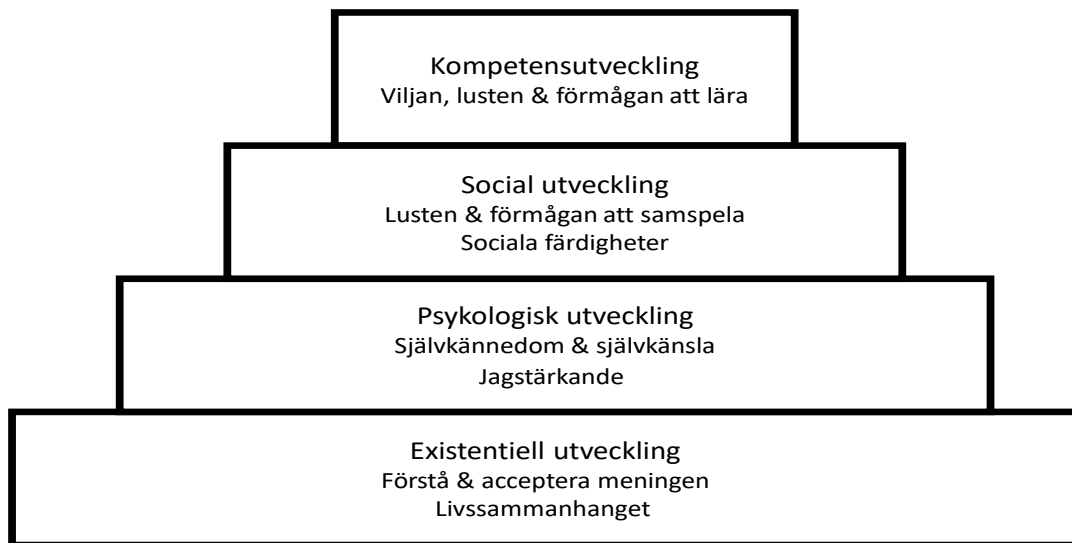 Kompetensutveckling
Viljan, lusten & förmågan att lära
Social utveckling
Lusten & förmågan att samspela
Sociala färdigheter
Psykologisk utveckling
Självkännedom & självkänsla
Jagstärkande
Existentiell utveckling
Förstå & acceptera meningen
Livssammanhanget